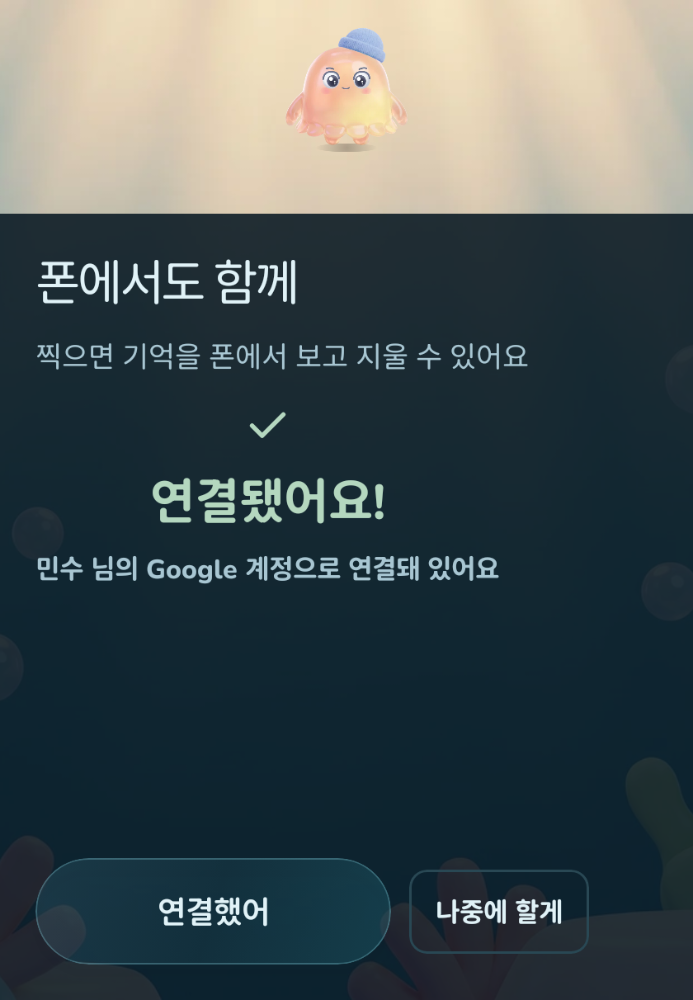 폰에서도 함께
찍으면 기억을 폰에서 보고 지울 수 있어요
연결됐어요!
민수 님의 Google 계정으로 연결돼 있어요
연결했어
나중에 할게